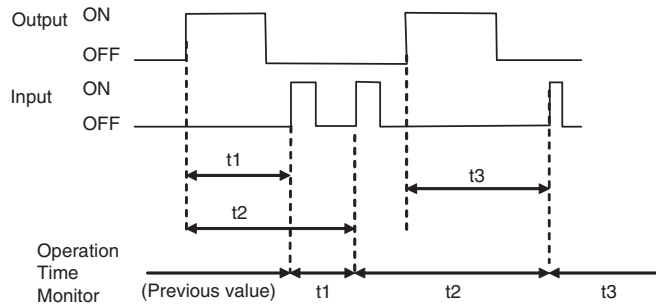 Output ON
OFF
Input ON
OFF
t1
t3
t2
Operation
Time
Monitor (Previous value) t1 t2 t3